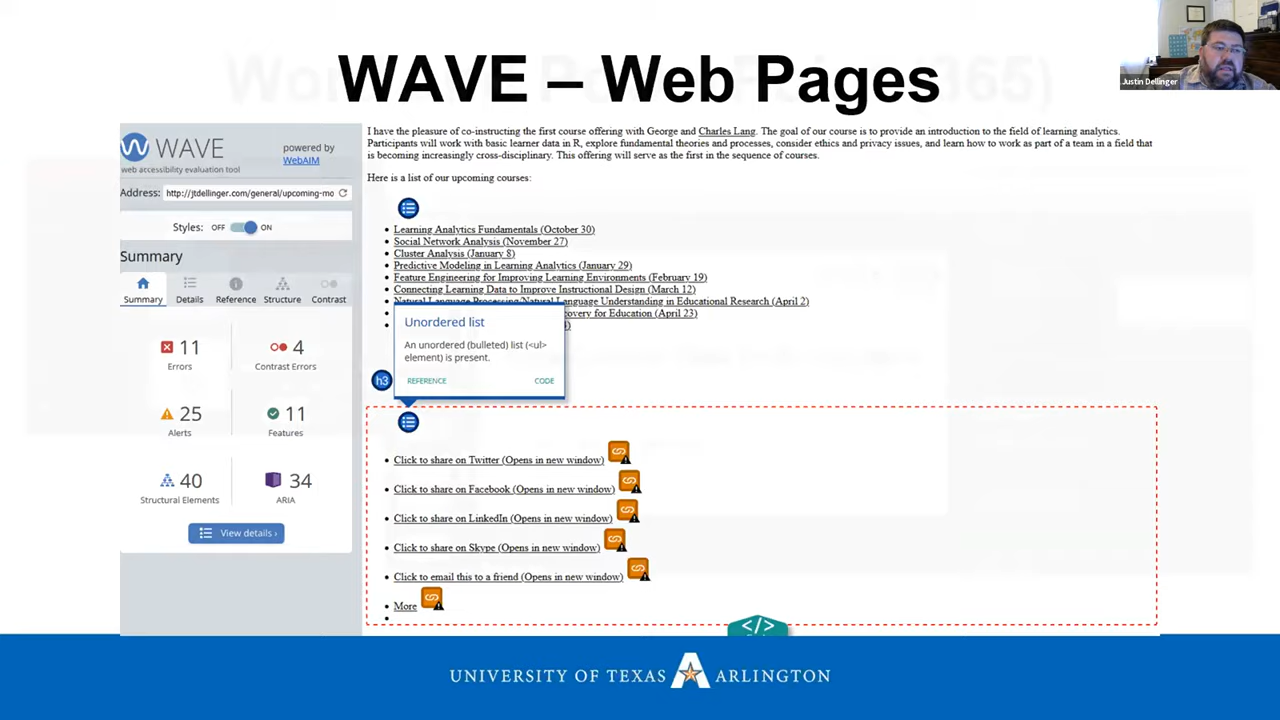 WAVE – Web Pages
Justin Dellinger
WAVE
web accessibility evaluation tool
powered by
WebAIM
Address: http://jtdellinger.com/general/upcoming-mo
Styles: OFF ON
Summary
Summary Details Reference Structure Contrast
11
Errors
4
Contrast Errors
25
Alerts
11
Features
40
Structural Elements
34
ARIA
View details ›
I have the pleasure of co-instructing the first course offering with George and Charles Lang. The goal of our course is to provide an introduction to the field of learning analytics.
Participants will work with basic learner data in R, explore fundamental theories and processes, consider ethics and privacy issues, and learn how to work as part of a team in a field that
is becoming increasingly cross-disciplinary. This offering will serve as the first in the sequence of courses.
Here is a list of our upcoming courses:
• Learning Analytics Fundamentals (October 30)
• Social Network Analysis (November 27)
• Cluster Analysis (January 8)
• Predictive Modeling in Learning Analytics (January 29)
• Feature Engineering for Improving Learning Environments (February 19)
• Connecting Learning Data to Improve Instructional Design (March 12)
• Natural Language Processing/Natural Language Understanding in Educational Research (April 2)
covery for Education (April 23)
Unordered list
An unordered (bulleted) list (<ul>
element) is present.
REFERENCE CODE
h3
• Click to share on Twitter (Opens in new window)
• Click to share on Facebook (Opens in new window)
• Click to share on LinkedIn (Opens in new window)
• Click to share on Skype (Opens in new window)
• Click to email this to a friend (Opens in new window)
• More
</>
UNIVERSITY OF TEXAS ARLINGTON